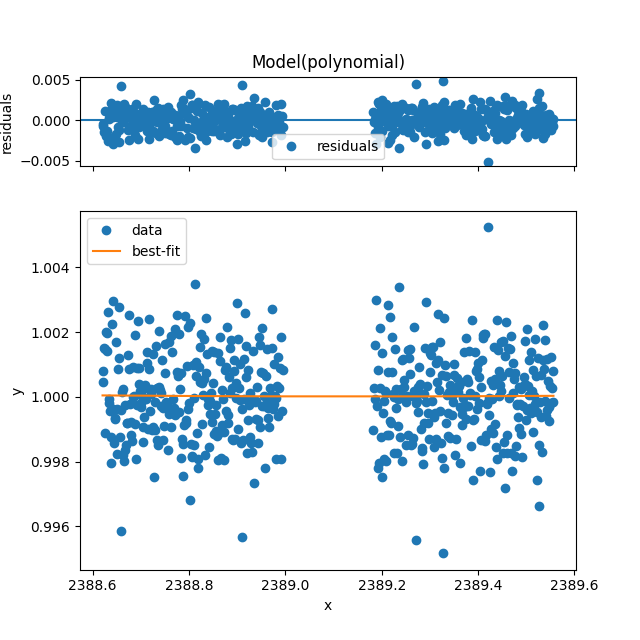 Model(polynomial)
0.005
0.000
−0.005
residuals
residuals
data
best-fit
1.004
1.002
1.000
0.998
0.996
y
2388.6
2388.8
2389.0
2389.2
2389.4
2389.6
x